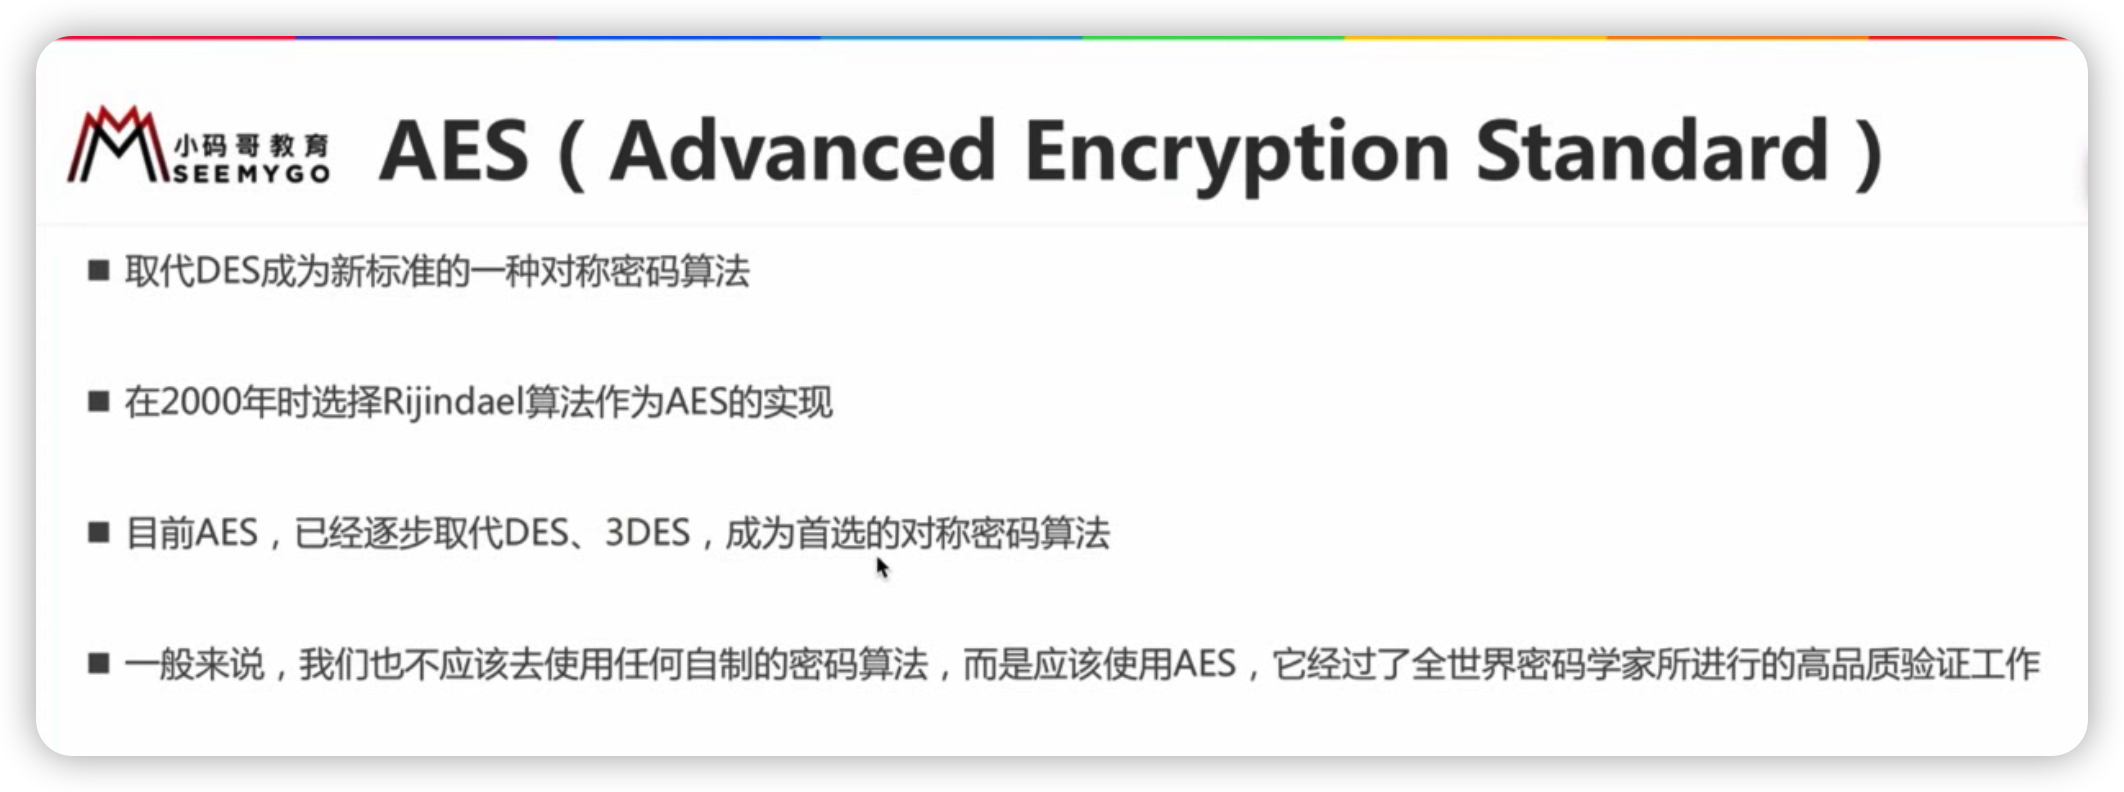 小码哥教育
SEEMYGO
AES（Advanced Encryption Standard）
■ 取代DES成为新标准的一种对称密码算法
■ 在2000年时选择Rijindael算法作为AES的实现
■ 目前AES，已经逐步取代DES、3DES，成为首选的对称密码算法
■ 一般来说，我们也不应该去使用任何自制的密码算法，而是应该使用AES，它经过了全世界密码学家所进行的高品质验证工作